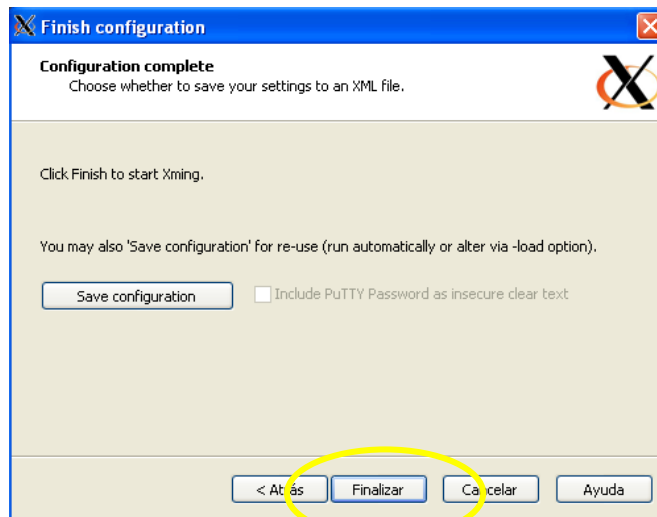 Finish configuration
Configuration complete
Choose whether to save your settings to an XML file.
Click Finish to start Xming.
You may also 'Save configuration' for re-use (run automatically or alter via -load option).
Save configuration
Include PuTTY Password as insecure clear text
< Atrás
Finalizar
Cancelar
Ayuda